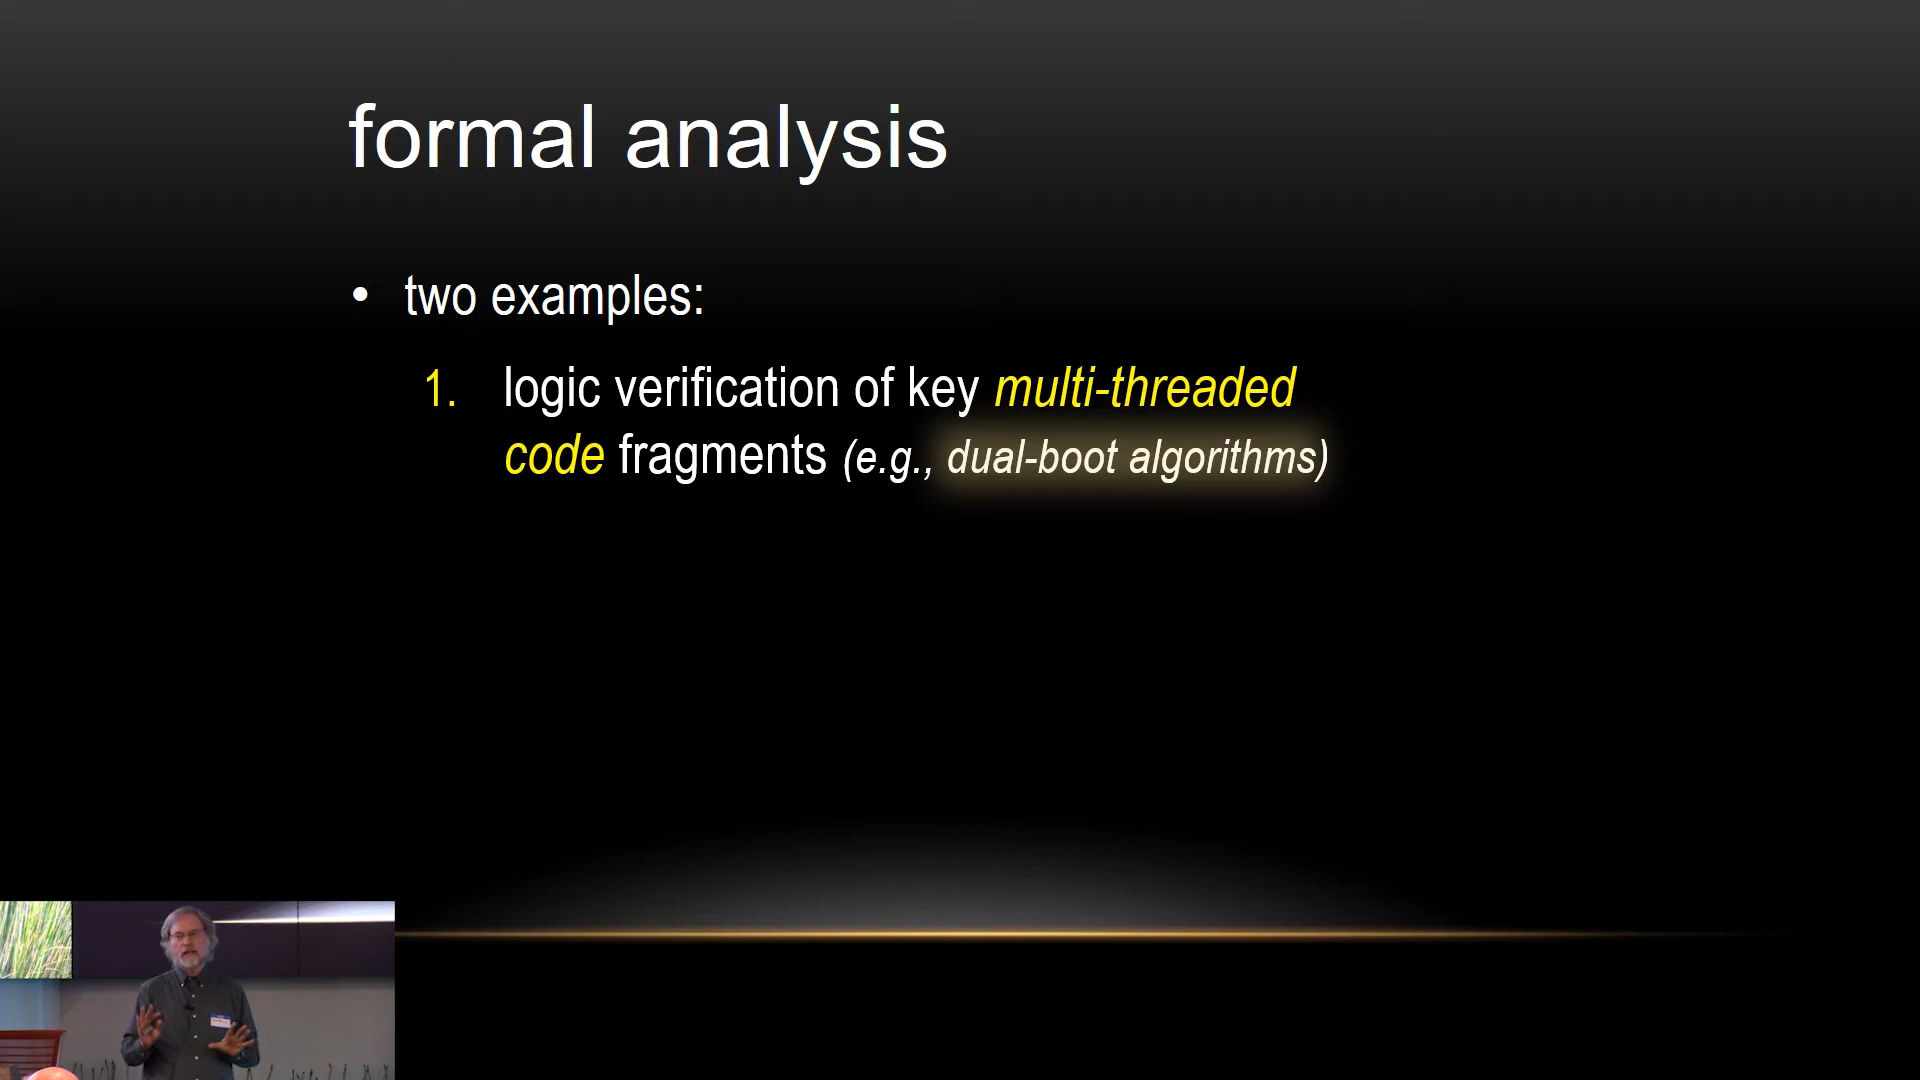 formal analysis
• two examples:
1. logic verification of key multi-threaded
code fragments (e.g., dual-boot algorithms)